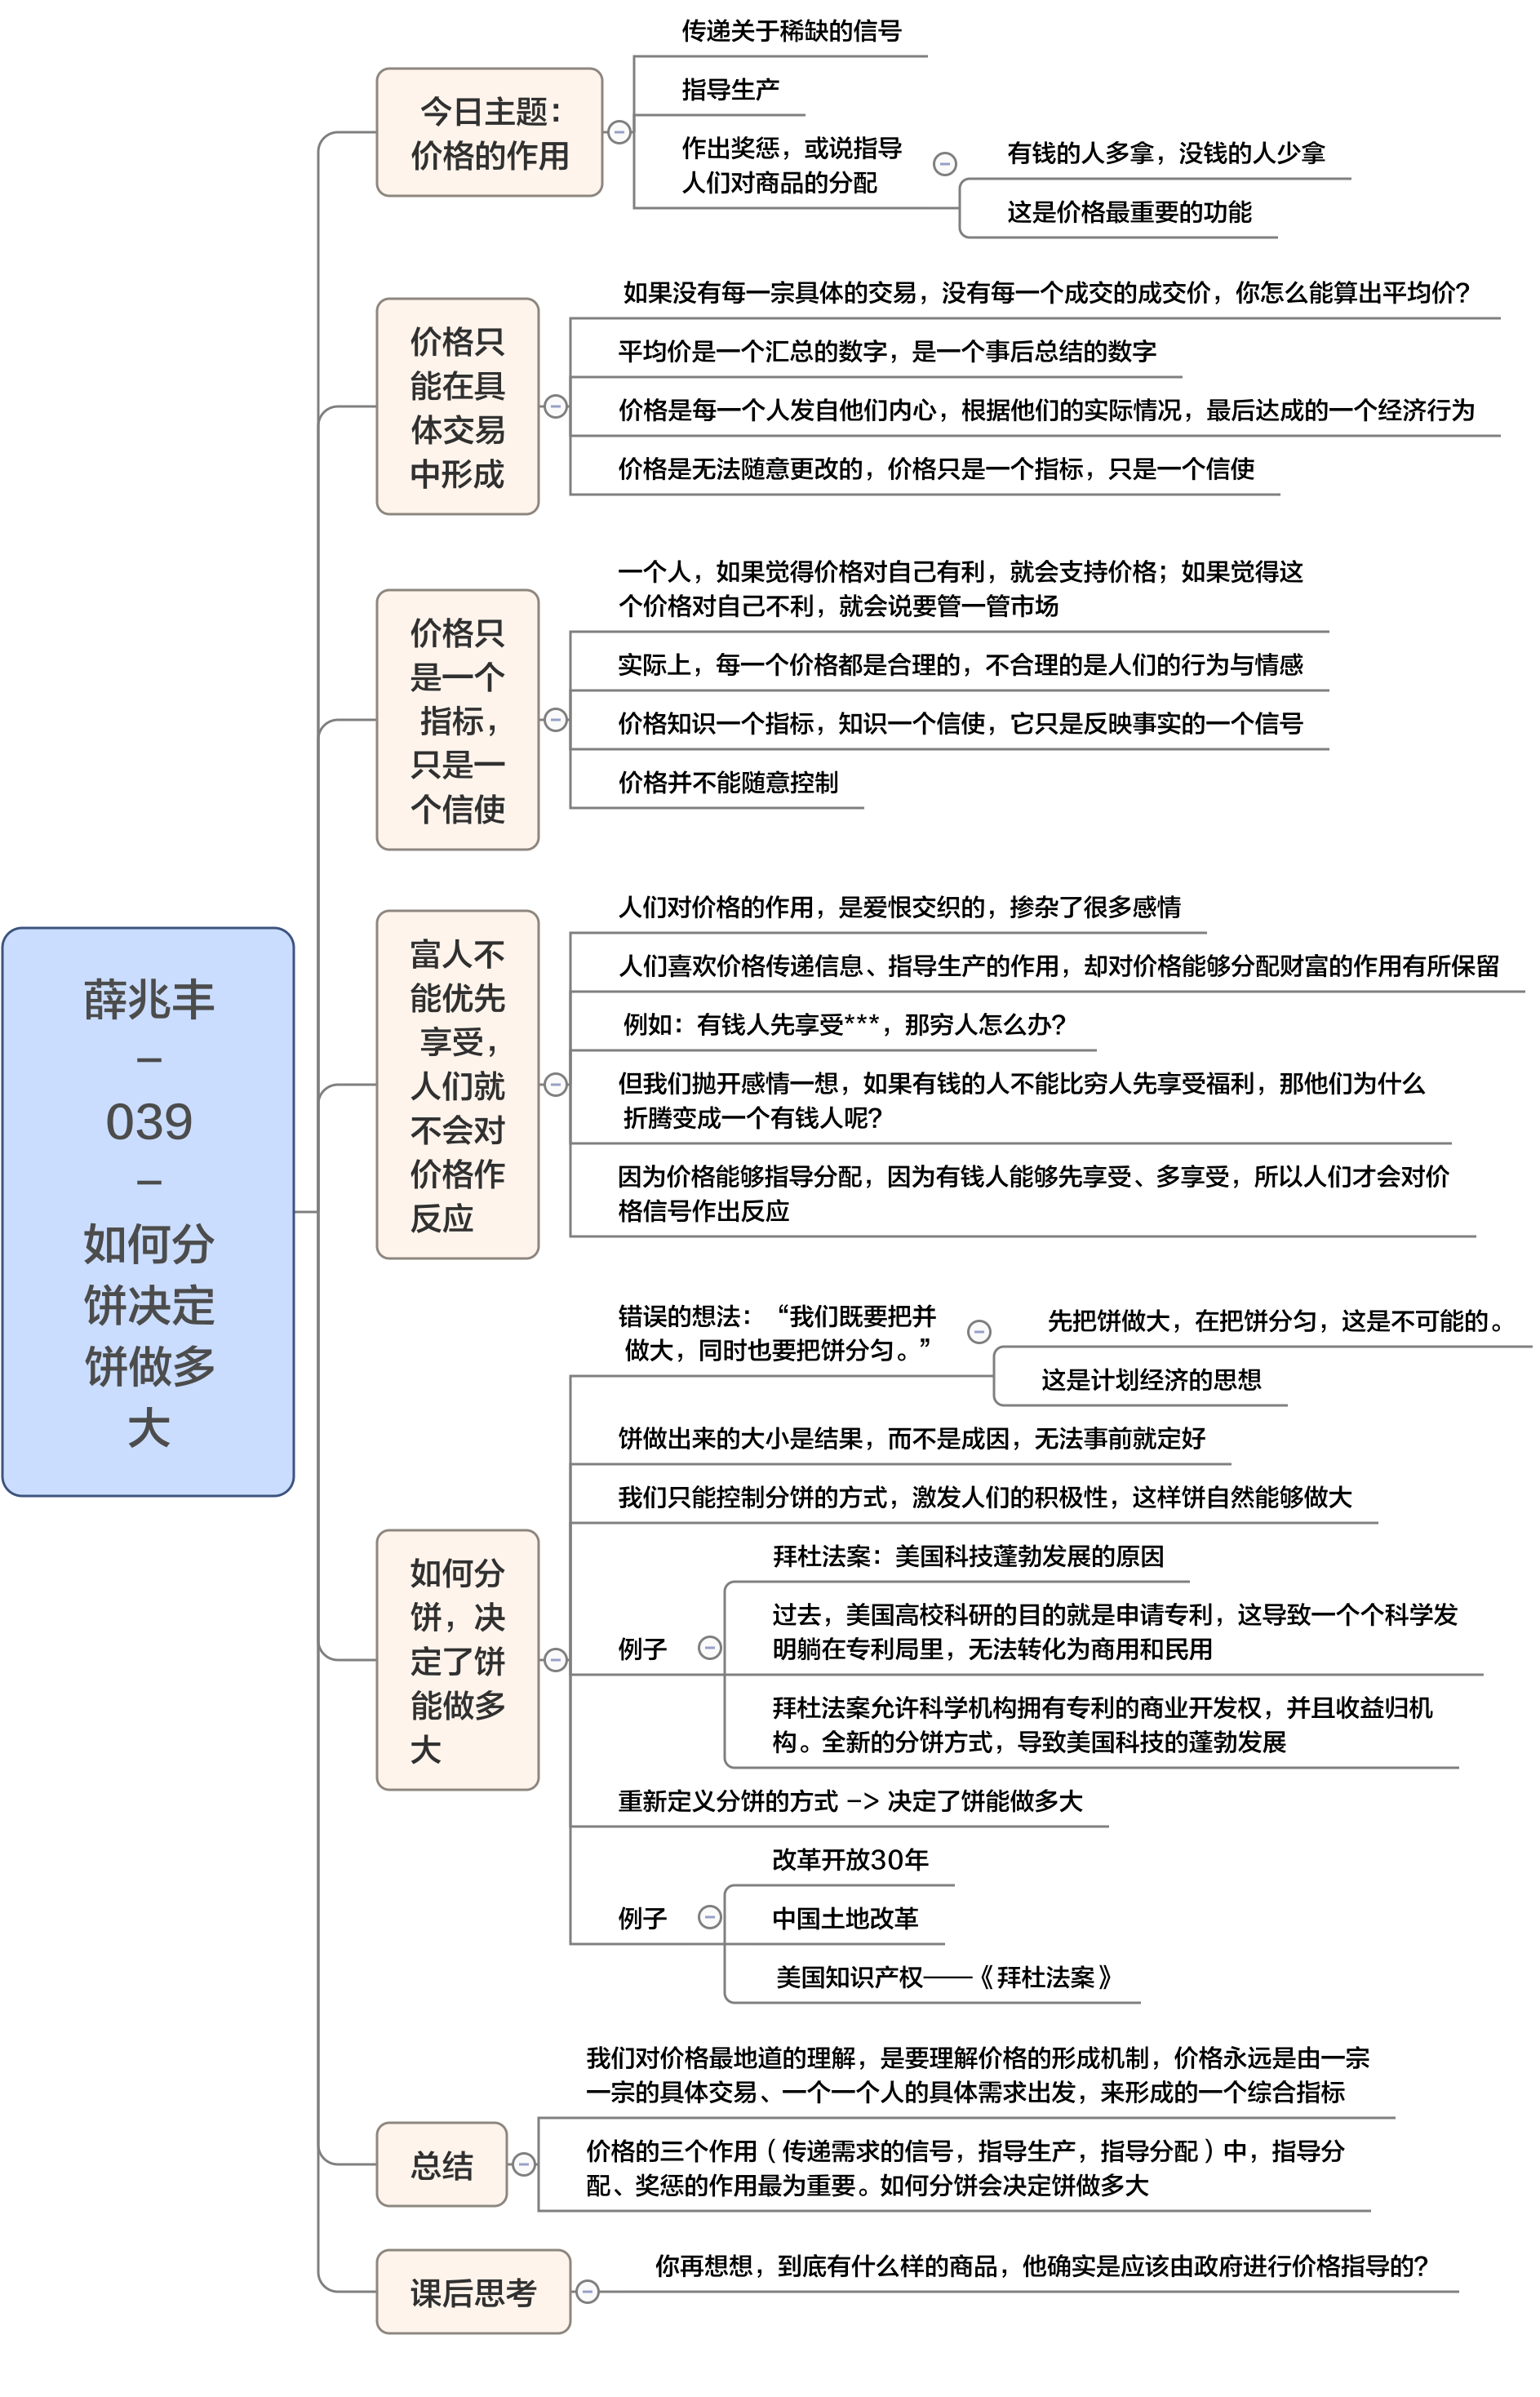 薛兆丰
–
039
–
如何分
饼决定
饼做多
大
今日主题：
价格的作用
传递关于稀缺的信号
指导生产
作出奖惩，或说指导
人们对商品的分配
有钱的人多拿，没钱的人少拿
这是价格最重要的功能
价格只
能在具
体交易
中形成
如果没有每一宗具体的交易，没有每一个成交的成交价，你怎么能算出平均价？
平均价是一个汇总的数字，是一个事后总结的数字
价格是每一个人发自他们内心，根据他们的实际情况，最后达成的一个经济行为
价格是无法随意更改的，价格只是一个指标，只是一个信使
价格只
是一个
指标，
只是一
个信使
一个人，如果觉得价格对自己有利，就会支持价格；如果觉得这
个价格对自己不利，就会说要管一管市场
实际上，每一个价格都是合理的，不合理的是人们的行为与情感
价格知识一个指标，知识一个信使，它只是反映事实的一个信号
价格并不能随意控制
富人不
能优先
享受，
人们就
不会对
价格作
反应
人们对价格的作用，是爱恨交织的，掺杂了很多感情
人们喜欢价格传递信息、指导生产的作用，却对价格能够分配财富的作用有所保留
例如：有钱人先享受***，那穷人怎么办？
但我们抛开感情一想，如果有钱的人不能比穷人先享受福利，那他们为什么
折腾变成一个有钱人呢？
因为价格能够指导分配，因为有钱人能够先享受、多享受，所以人们才会对价
格信号作出反应
如何分
饼，决
定了饼
能做多
大
错误的想法：“我们既要把并
做大，同时也要把饼分匀。”
先把饼做大，在把饼分匀，这是不可能的。
这是计划经济的思想
饼做出来的大小是结果，而不是成因，无法事前就定好
我们只能控制分饼的方式，激发人们的积极性，这样饼自然能够做大
例子
拜杜法案：美国科技蓬勃发展的原因
过去，美国高校科研的目的就是申请专利，这导致一个个科学发
明躺在专利局里，无法转化为商用和民用
拜杜法案允许科学机构拥有专利的商业开发权，并且收益归机
构。全新的分饼方式，导致美国科技的蓬勃发展
重新定义分饼的方式 –> 决定了饼能做多大
例子
改革开放30年
中国土地改革
美国知识产权——《拜杜法案》
总结
我们对价格最地道的理解，是要理解价格的形成机制，价格永远是由一宗
一宗的具体交易、一个一个人的具体需求出发，来形成的一个综合指标
价格的三个作用（传递需求的信号，指导生产，指导分配）中，指导分
配、奖惩的作用最为重要。如何分饼会决定饼做多大
课后思考
你再想想，到底有什么样的商品，他确实是应该由政府进行价格指导的？